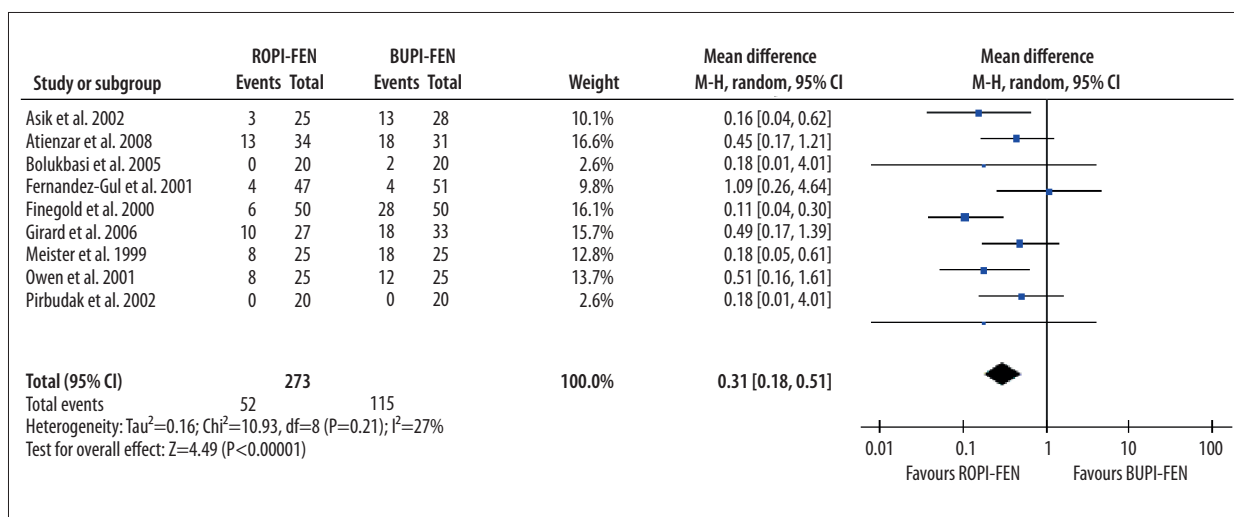 ROPI-FEN BUPI-FEN Mean difference Mean difference
Study or subgroup Events Total Events Total Weight M-H, random, 95% CI M-H, random, 95% CI
Asik et al. 2002 3 25 13 28 10.1% 0.16 [0.04, 0.62]
Atienzar et al. 2008 13 34 18 31 16.6% 0.45 [0.17, 1.21]
Bolukbasi et al. 2005 0 20 2 20 2.6% 0.18 [0.01, 4.01]
Fernandez-Gul et al. 2001 4 47 4 51 9.8% 1.09 [0.26, 4.64]
Finegold et al. 2000 6 50 28 50 16.1% 0.11 [0.04, 0.30]
Girard et al. 2006 10 27 18 33 15.7% 0.49 [0.17, 1.39]
Meister et al. 1999 8 25 18 25 12.8% 0.18 [0.05, 0.61]
Owen et al. 2001 8 25 12 25 13.7% 0.51 [0.16, 1.61]
Pirbudak et al. 2002 0 20 0 20 2.6% 0.18 [0.01, 4.01]
Total (95% CI) 273 100.0% 0.31 [0.18, 0.51]
Total events 52 115
Heterogeneity: Tau²=0.16; Chi²=10.93, df=8 (P=0.21); I²=27%
Test for overall effect: Z=4.49 (P<0.00001)
0.01 0.1 1 10 100
Favours ROPI-FEN Favours BUPI-FEN